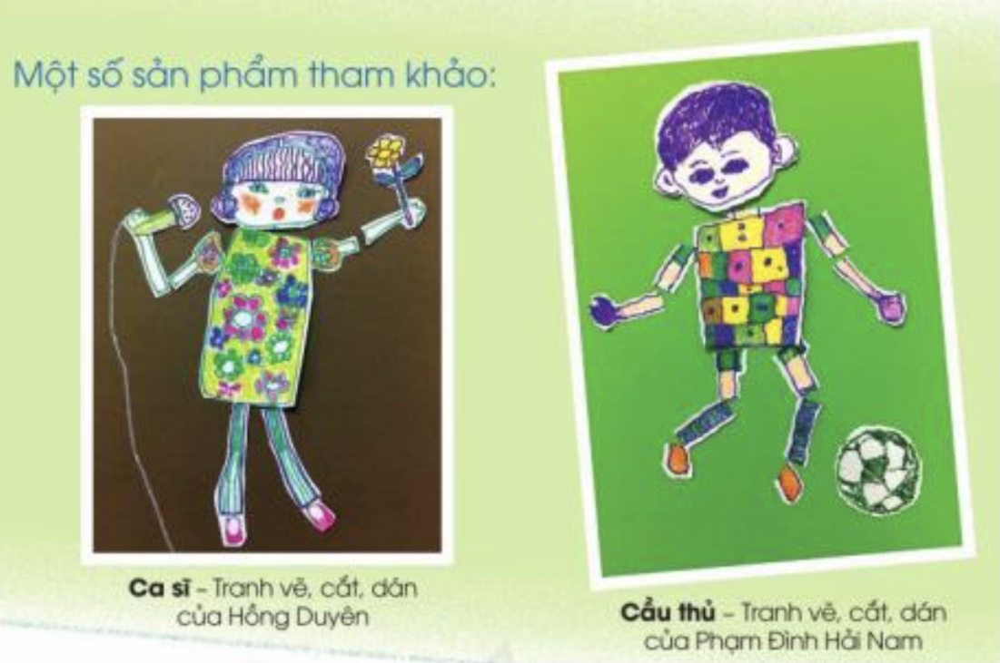 Một số sản phẩm tham khảo:
Ca sĩ – Tranh vẽ, cắt, dán
của Hồng Duyên
Cầu thủ – Tranh vẽ, cắt, dán
của Phạm Đình Hải Nam